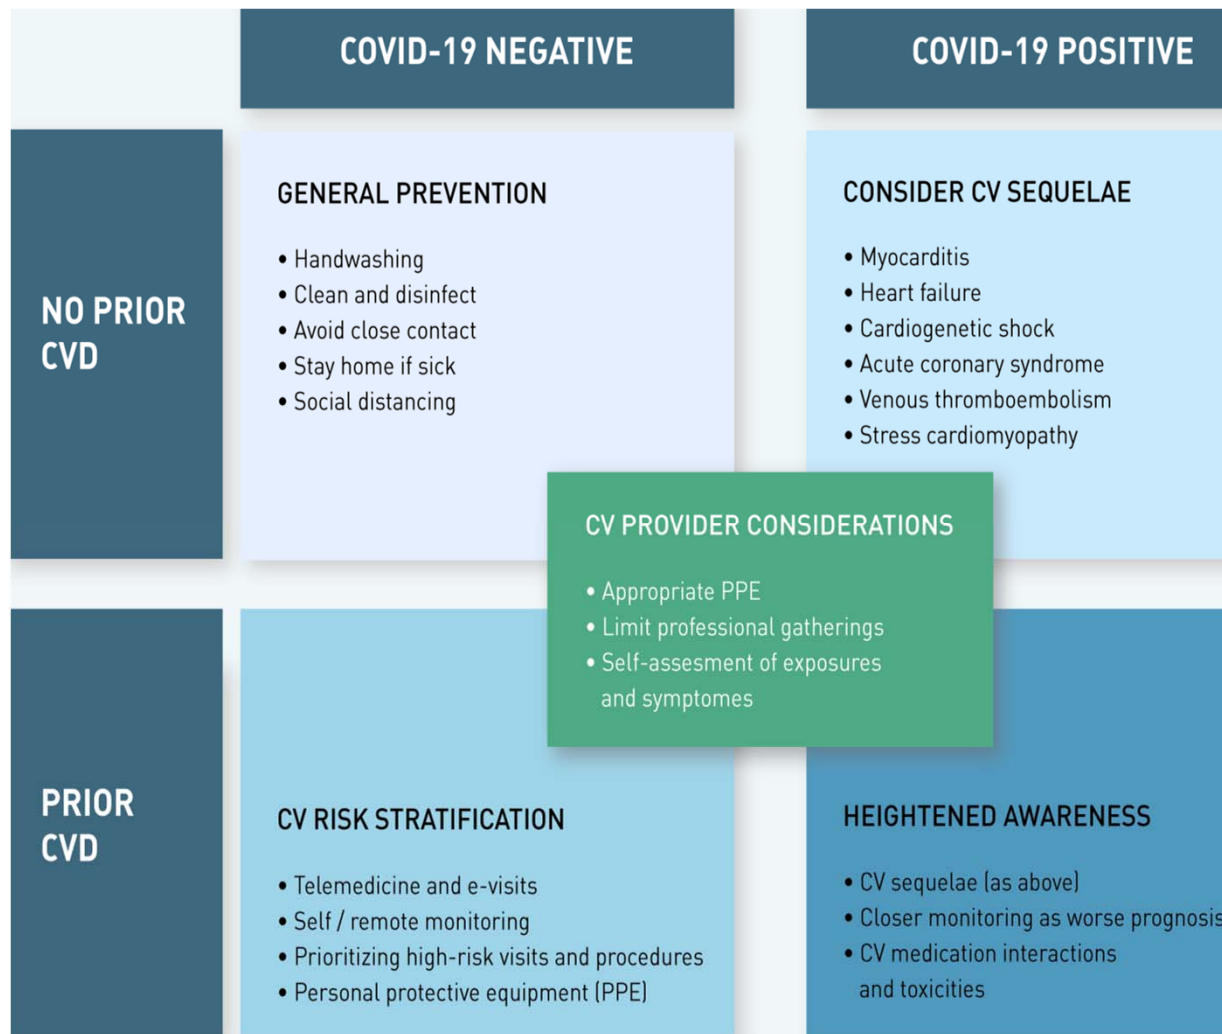 COVID-19 NEGATIVE
COVID-19 POSITIVE
NO PRIOR
CVD
GENERAL PREVENTION
• Handwashing
• Clean and disinfect
• Avoid close contact
• Stay home if sick
• Social distancing
CONSIDER CV SEQUELAE
• Myocarditis
• Heart failure
• Cardiogenetic shock
• Acute coronary syndrome
• Venous thromboembolism
• Stress cardiomyopathy
CV PROVIDER CONSIDERATIONS
• Appropriate PPE
• Limit professional gatherings
• Self-assesment of exposures
and symptomes
PRIOR
CVD
CV RISK STRATIFICATION
• Telemedicine and e-visits
• Self / remote monitoring
• Prioritizing high-risk visits and procedures
• Personal protective equipment (PPE)
HEIGHTENED AWARENESS
• CV sequelae (as above)
• Closer monitoring as worse prognosis
• CV medication interactions
and toxicities